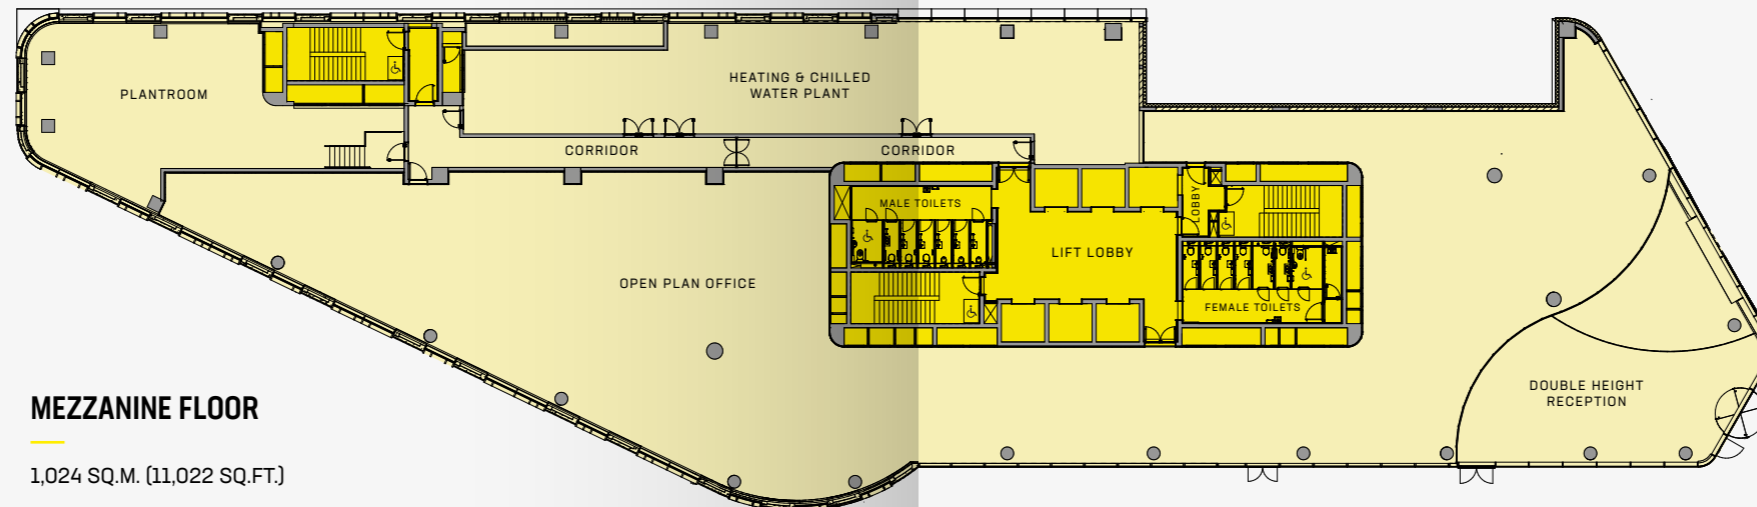 PLANTROOM
HEATING & CHILLED
WATER PLANT
CORRIDOR
CORRIDOR
MALE TOILETS
LOBBY
LIFT LOBBY
OPEN PLAN OFFICE
FEMALE TOILETS
DOUBLE HEIGHT
RECEPTION
MEZZANINE FLOOR
1,024 SQ.M. (11,022 SQ.FT.)